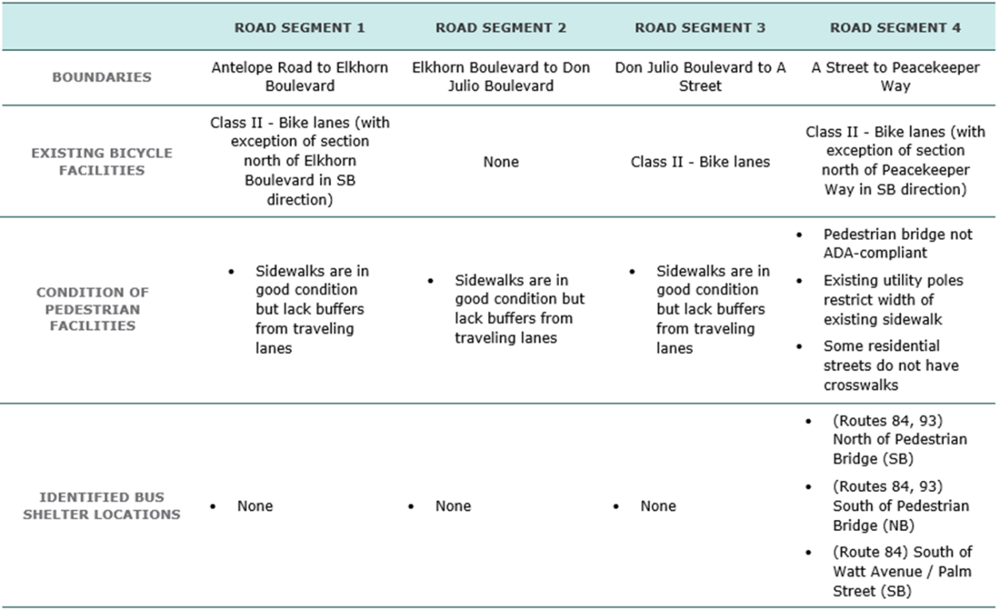 ROAD SEGMENT 1 ROAD SEGMENT 2 ROAD SEGMENT 3 ROAD SEGMENT 4
BOUNDARIES
Antelope Road to Elkhorn
Boulevard
Elkhorn Boulevard to Don
Julio Boulevard
Don Julio Boulevard to A
Street
A Street to Peacekeeper
Way
EXISTING BICYCLE
FACILITIES
Class II - Bike lanes (with
exception of section
north of Elkhorn
Boulevard in SB
direction)
None
Class II - Bike lanes
Class II - Bike lanes (with
exception of section
north of Peacekeeper
Way in SB direction)
CONDITION OF
PEDESTRIAN
FACILITIES
• Sidewalks are in
good condition
but lack buffers
from traveling
lanes
• Sidewalks are in
good condition but
lack buffers from
traveling lanes
• Sidewalks are in
good condition
but lack buffers
from traveling
lanes
• Pedestrian bridge not
ADA-compliant
• Existing utility poles
restrict width of
existing sidewalk
• Some residential
streets do not have
crosswalks
IDENTIFIED BUS
SHELTER LOCATIONS
• None
• None
• None
• (Routes 84, 93)
North of Pedestrian
Bridge (SB)
• (Routes 84, 93)
South of Pedestrian
Bridge (NB)
• (Route 84) South of
Watt Avenue / Palm
Street (SB)